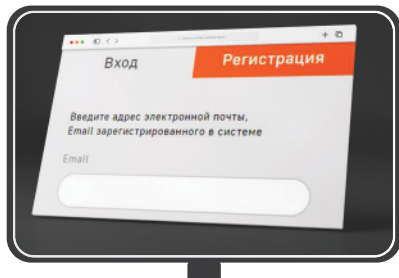 Вход
Регистрация
Введите адрес электронной почты,
Email зарегистрированного в системе
Email